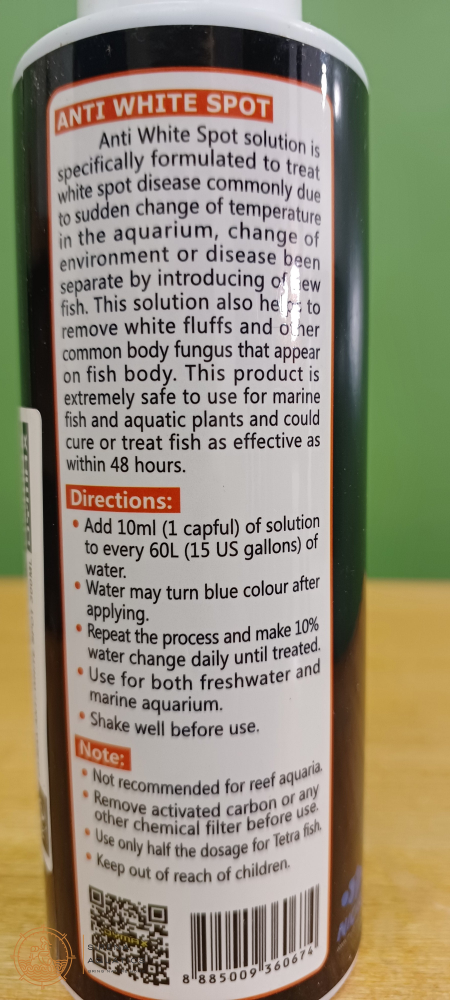 ANTI WHITE SPOT
Anti White Spot solution is
specifically formulated to treat
white spot disease commonly due
to sudden change of temperature
in the aquarium, change of
environment or disease been
separate by introducing of new
fish. This solution also helps to
remove white fluffs and other
common body fungus that appear
on fish body. This product is
extremely safe to use for marine
fish and aquatic plants and could
cure or treat fish as effective as
within 48 hours.
Directions:
• Add 10ml (1 capful) of solution
to every 60L (15 US gallons) of
water.
• Water may turn blue colour after
applying.
• Repeat the process and make 10%
water change daily until treated.
• Use for both freshwater and
marine aquarium.
• Shake well before use.
Note:
• Not recommended for reef aquaria.
• Remove activated carbon or any
other chemical filter before use.
• Use only half the dosage for Tetra fish.
• Keep out of reach of children.
8 885009 360674